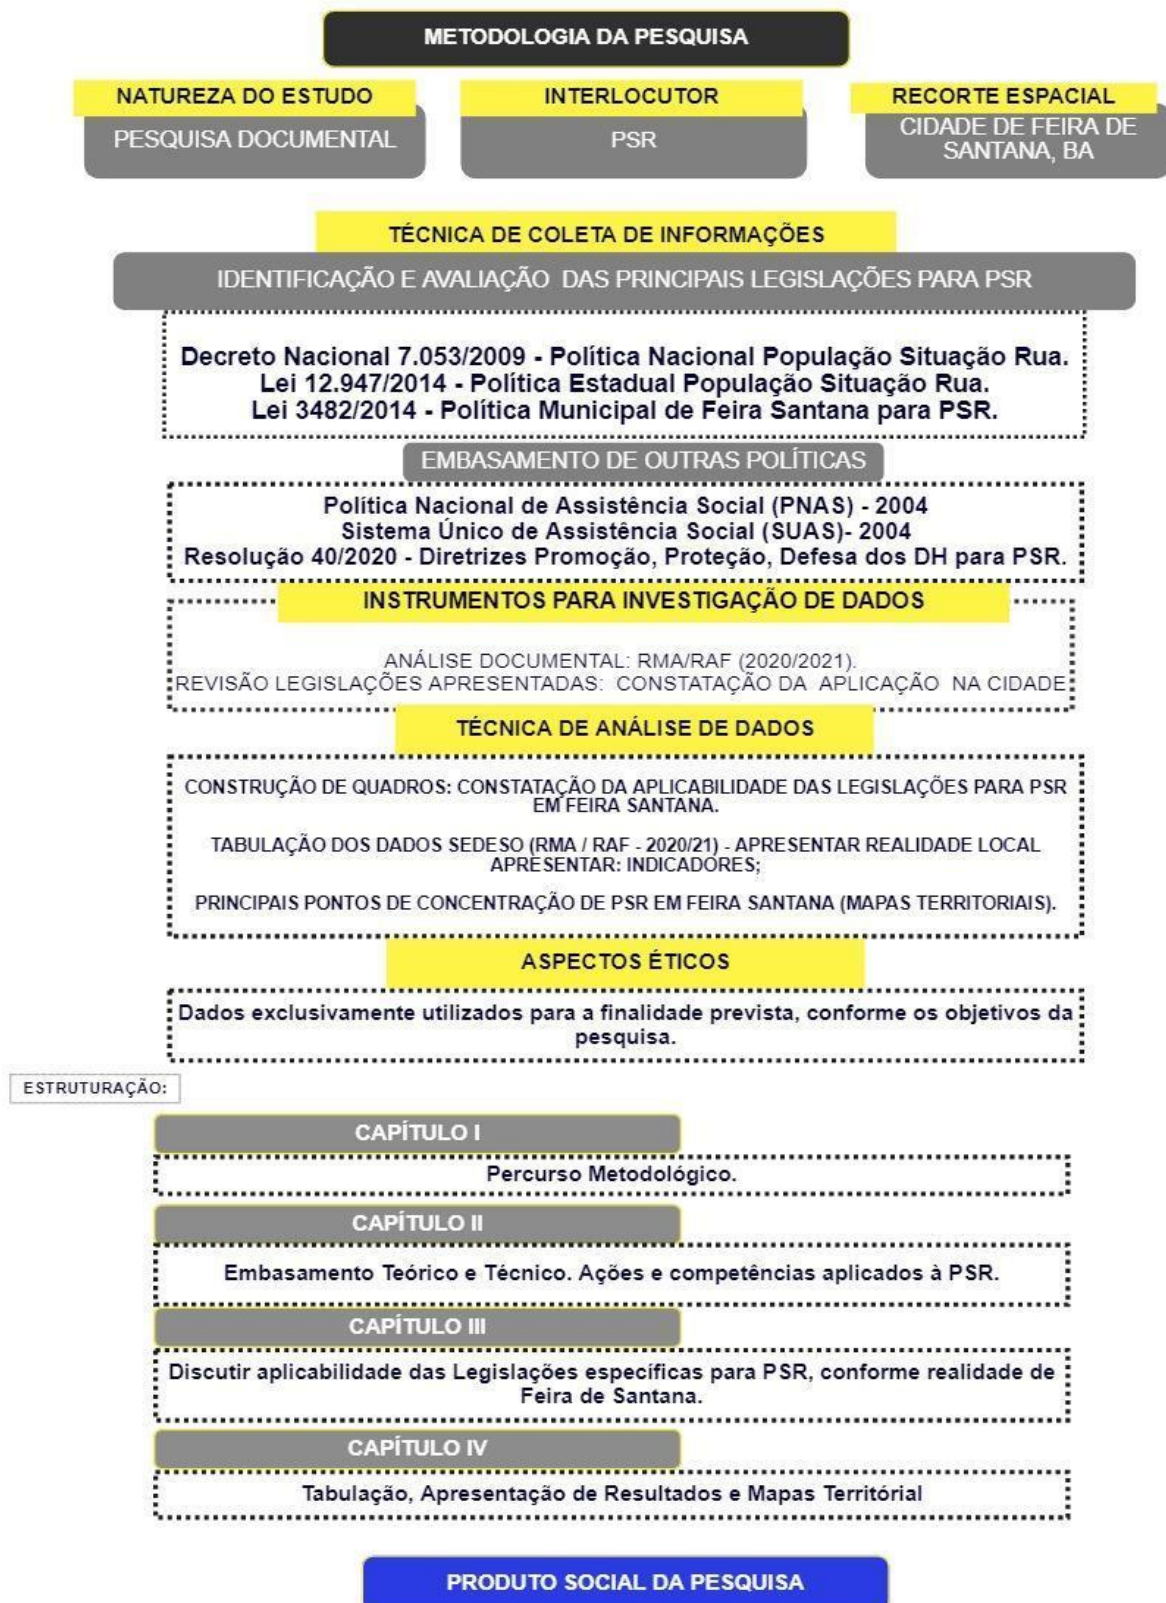 METODOLOGIA DA PESQUISA
NATUREZA DO ESTUDO
PESQUISA DOCUMENTAL
INTERLOCUTOR
PSR
RECORTE ESPACIAL
CIDADE DE FEIRA DE
SANTANA, BA
TÉCNICA DE COLETA DE INFORMAÇÕES
IDENTIFICAÇÃO E AVALIAÇÃO DAS PRINCIPAIS LEGISLAÇÕES PARA PSR
Decreto Nacional 7.053/2009 - Política Nacional População Situação Rua.
Lei 12.947/2014 - Política Estadual População Situação Rua.
Lei 3482/2014 - Política Municipal de Feira Santana para PSR.
EMBASAMENTO DE OUTRAS POLÍTICAS
Política Nacional de Assistência Social (PNAS) - 2004
Sistema Único de Assistência Social (SUAS)- 2004
Resolução 40/2020 - Diretrizes Promoção, Proteção, Defesa dos DH para PSR.
INSTRUMENTOS PARA INVESTIGAÇÃO DE DADOS
ANÁLISE DOCUMENTAL: RMA/RAF (2020/2021).
REVISÃO LEGISLAÇÕES APRESENTADAS: CONSTATAÇÃO DA APLICAÇÃO NA CIDADE
TÉCNICA DE ANÁLISE DE DADOS
CONSTRUÇÃO DE QUADROS: CONSTATAÇÃO DA APLICABILIDADE DAS LEGISLAÇÕES PARA PSR
EM FEIRA SANTANA.
TABULAÇÃO DOS DADOS SEDESO (RMA / RAF - 2020/21) - APRESENTAR REALIDADE LOCAL
APRESENTAR: INDICADORES;
PRINCIPAIS PONTOS DE CONCENTRAÇÃO DE PSR EM FEIRA SANTANA (MAPAS TERRITORIAIS).
ASPECTOS ÉTICOS
Dados exclusivamente utilizados para a finalidade prevista, conforme os objetivos da
pesquisa.
ESTRUTURAÇÃO:
CAPÍTULO I
Percurso Metodológico.
CAPÍTULO II
Embasamento Teórico e Técnico. Ações e competências aplicados à PSR.
CAPÍTULO III
Discutir aplicabilidade das Legislações específicas para PSR, conforme realidade de
Feira de Santana.
CAPÍTULO IV
Tabulação, Apresentação de Resultados e Mapas Territórial
PRODUTO SOCIAL DA PESQUISA